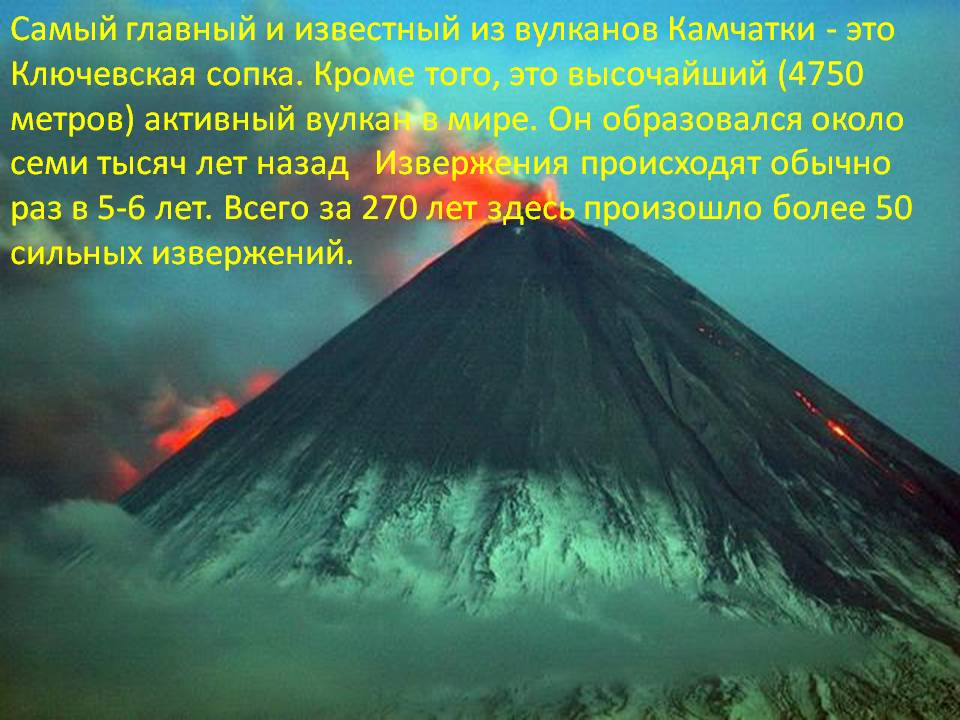 Самый главный и известный из вулканов Камчатки - это
Ключевская сопка. Кроме того, это высочайший (4750
метров) активный вулкан в мире. Он образовался около
семи тысяч лет назад   Извержения происходят обычно
раз в 5-6 лет. Всего за 270 лет здесь произошло более 50
сильных извержений.